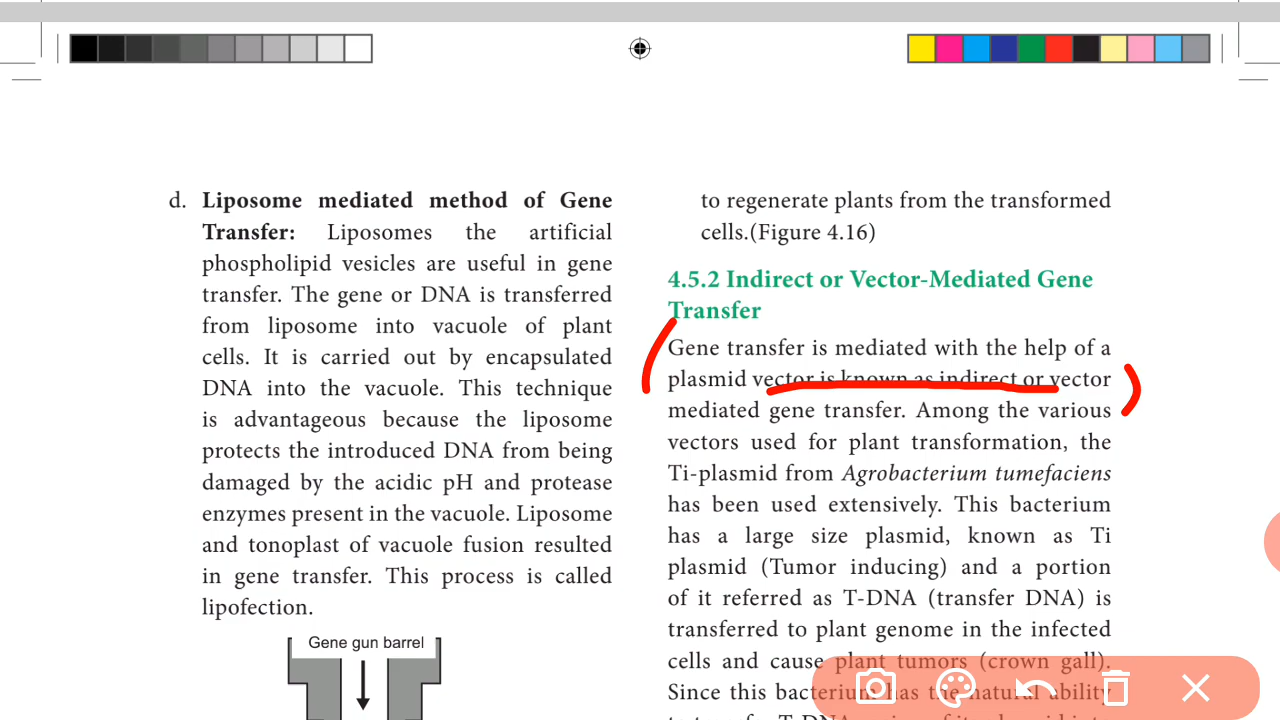 d. Liposome mediated method of Gene
Transfer: Liposomes the artificial
phospholipid vesicles are useful in gene
transfer. The gene or DNA is transferred
from liposome into vacuole of plant
cells. It is carried out by encapsulated
DNA into the vacuole. This technique
is advantageous because the liposome
protects the introduced DNA from being
damaged by the acidic pH and protease
enzymes present in the vacuole. Liposome
and tonoplast of vacuole fusion resulted
in gene transfer. This process is called
lipofection.
Gene gun barrel
to regenerate plants from the transformed
cells.(Figure 4.16)
4.5.2 Indirect or Vector-Mediated Gene
Transfer
Gene transfer is mediated with the help of a
plasmid vector is known as indirect or vector
mediated gene transfer. Among the various
vectors used for plant transformation, the
Ti-plasmid from Agrobacterium tumefaciens
has been used extensively. This bacterium
has a large size plasmid, known as Ti
plasmid (Tumor inducing) and a portion
of it referred as T-DNA (transfer DNA) is
transferred to plant genome in the infected
cells and cause plant tumors (crown gall).
Since this bacterium has the natural ability